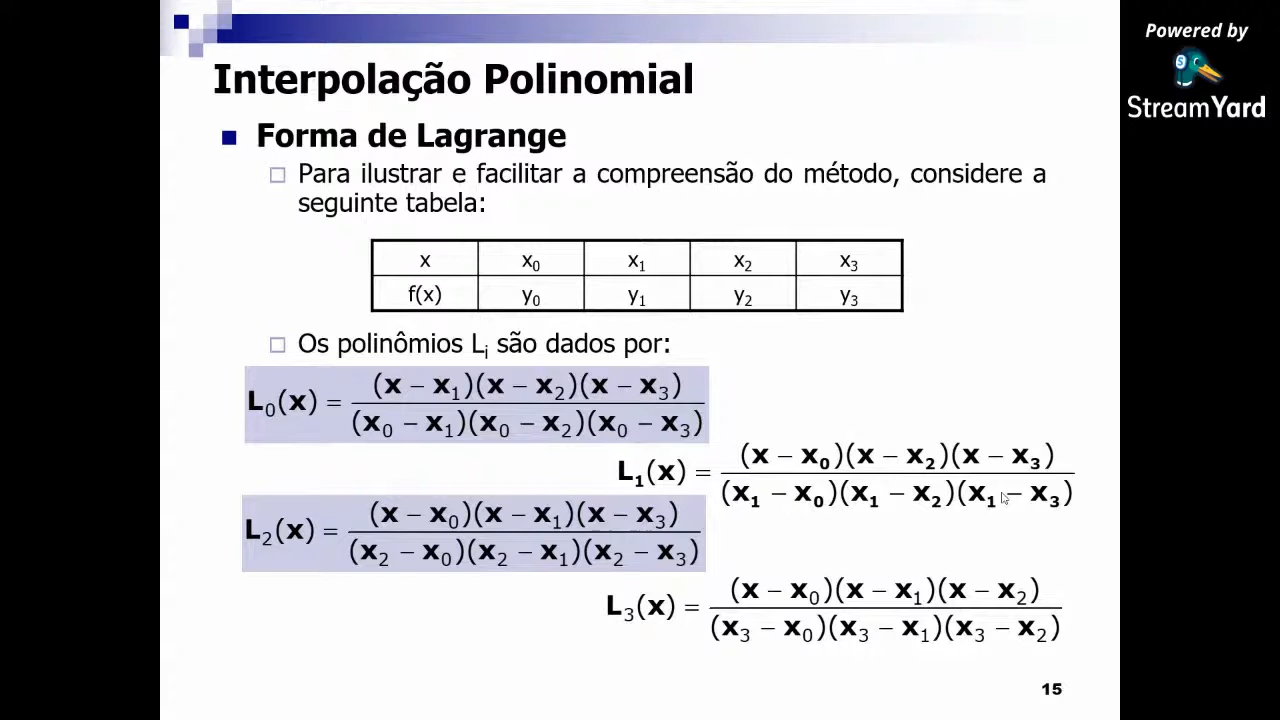 Powered by
StreamYard
Interpolação Polinomial
Forma de Lagrange
Para ilustrar e facilitar a compreensão do método, considere a
seguinte tabela:
x x₀ x₁ x₂ x₃
f(x) y₀ y₁ y₂ y₃
Os polinômios Lᵢ são dados por:
L₀(x) = (x − x₁)(x − x₂)(x − x₃)
(x₀ − x₁)(x₀ − x₂)(x₀ − x₃)
L₁(x) = (x − x₀)(x − x₂)(x − x₃)
(x₁ − x₀)(x₁ − x₂)(x₁ − x₃)
L₂(x) = (x − x₀)(x − x₁)(x − x₃)
(x₂ − x₀)(x₂ − x₁)(x₂ − x₃)
L₃(x) = (x − x₀)(x − x₁)(x − x₂)
(x₃ − x₀)(x₃ − x₁)(x₃ − x₂)
15